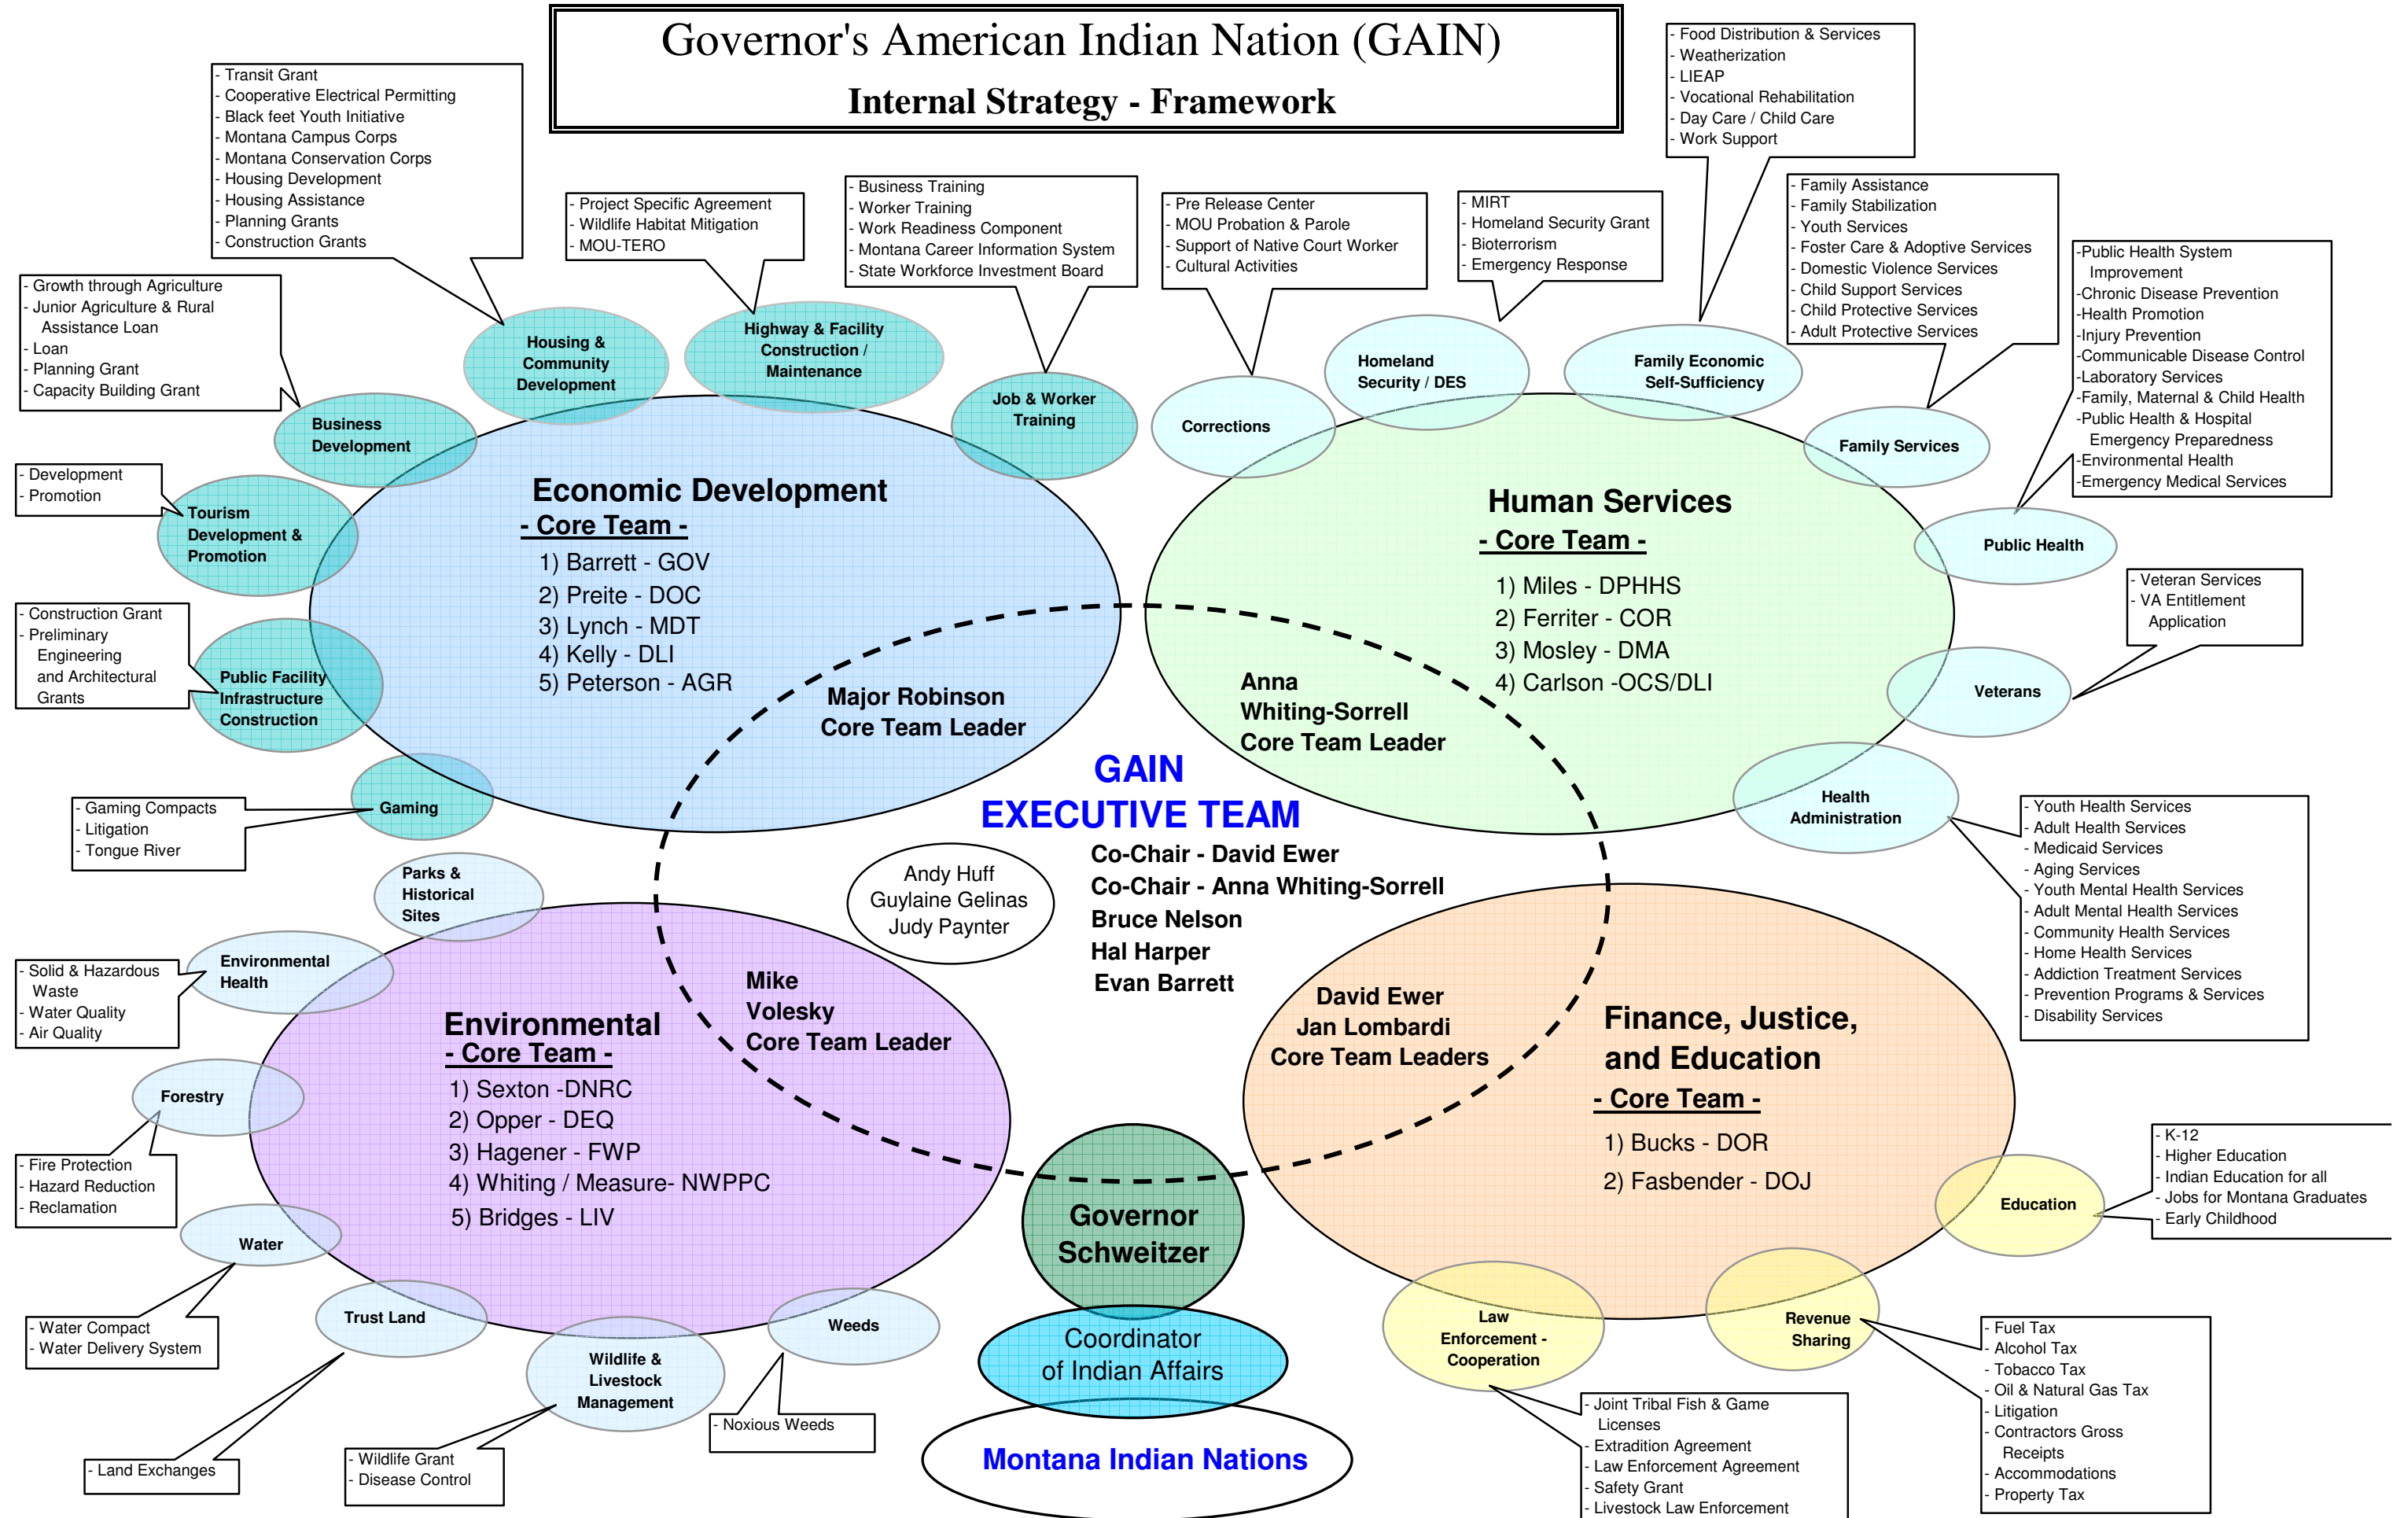 Governor's American Indian Nation (GAIN)
Internal Strategy - Framework
- Transit Grant
- Cooperative Electrical Permitting
- Black feet Youth Initiative
- Montana Campus Corps
- Montana Conservation Corps
- Housing Development
- Housing Assistance
- Planning Grants
- Construction Grants
- Project Specific Agreement
- Wildlife Habitat Mitigation
- MOU-TERO
- Business Training
- Worker Training
- Work Readiness Component
- Montana Career Information System
- State Workforce Investment Board
- Pre Release Center
- MOU Probation & Parole
- Support of Native Court Worker
- Cultural Activities
- MIRT
- Homeland Security Grant
- Bioterrorism
- Emergency Response
- Food Distribution & Services
- Weatherization
- LIEAP
- Vocational Rehabilitation
- Day Care / Child Care
- Work Support
- Family Assistance
- Family Stabilization
- Youth Services
- Foster Care & Adoptive Services
- Domestic Violence Services
- Child Support Services
- Child Protective Services
- Adult Protective Services
-Public Health System
Improvement
-Chronic Disease Prevention
-Health Promotion
-Injury Prevention
-Communicable Disease Control
-Laboratory Services
-Family, Maternal & Child Health
-Public Health & Hospital
Emergency Preparedness
-Environmental Health
-Emergency Medical Services
- Growth through Agriculture
- Junior Agriculture & Rural
Assistance Loan
- Loan
- Planning Grant
- Capacity Building Grant
Housing &
Community
Development
Highway & Facility
Construction /
Maintenance
Job & Worker
Training
Corrections
Homeland
Security / DES
Family Economic
Self-Sufficiency
Family Services
Public Health
Business
Development
- Development
- Promotion
Tourism
Development &
Promotion
- Construction Grant
- Preliminary
Engineering
and Architectural
Grants
Public Facility
Infrastructure
Construction
- Gaming Compacts
- Litigation
- Tongue River
Gaming
Economic Development
- Core Team -
1) Barrett - GOV
2) Preite - DOC
3) Lynch - MDT
4) Kelly - DLI
5) Peterson - AGR
Major Robinson
Core Team Leader
Human Services
- Core Team -
1) Miles - DPHHS
2) Ferriter - COR
3) Mosley - DMA
4) Carlson -OCS/DLI
Anna
Whiting-Sorrell
Core Team Leader
- Veteran Services
- VA Entitlement
Application
Veterans
Health
Administration
- Youth Health Services
- Adult Health Services
- Medicaid Services
- Aging Services
- Youth Mental Health Services
- Adult Mental Health Services
- Community Health Services
- Home Health Services
- Addiction Treatment Services
- Prevention Programs & Services
- Disability Services
GAIN
EXECUTIVE TEAM
Co-Chair - David Ewer
Co-Chair - Anna Whiting-Sorrell
Bruce Nelson
Hal Harper
Evan Barrett
Andy Huff
Guylaine Gelinas
Judy Paynter
Parks &
Historical
Sites
Environmental
Health
- Solid & Hazardous
Waste
- Water Quality
- Air Quality
Forestry
- Fire Protection
- Hazard Reduction
- Reclamation
Water
- Water Compact
- Water Delivery System
Trust Land
- Land Exchanges
Wildlife &
Livestock
Management
- Wildlife Grant
- Disease Control
Weeds
- Noxious Weeds
Environmental
- Core Team -
1) Sexton -DNRC
2) Opper - DEQ
3) Hagener - FWP
4) Whiting / Measure- NWPPC
5) Bridges - LIV
Mike
Volesky
Core Team Leader
David Ewer
Jan Lombardi
Core Team Leaders
Finance, Justice,
and Education
- Core Team -
1) Bucks - DOR
2) Fasbender - DOJ
Education
- K-12
- Higher Education
- Indian Education for all
- Jobs for Montana Graduates
- Early Childhood
Revenue
Sharing
- Fuel Tax
- Alcohol Tax
- Tobacco Tax
- Oil & Natural Gas Tax
- Litigation
- Contractors Gross
Receipts
- Accommodations
- Property Tax
Law
Enforcement -
Cooperation
- Joint Tribal Fish & Game
Licenses
- Extradition Agreement
- Law Enforcement Agreement
- Safety Grant
- Livestock Law Enforcement
Governor
Schweitzer
Coordinator
of Indian Affairs
Montana Indian Nations